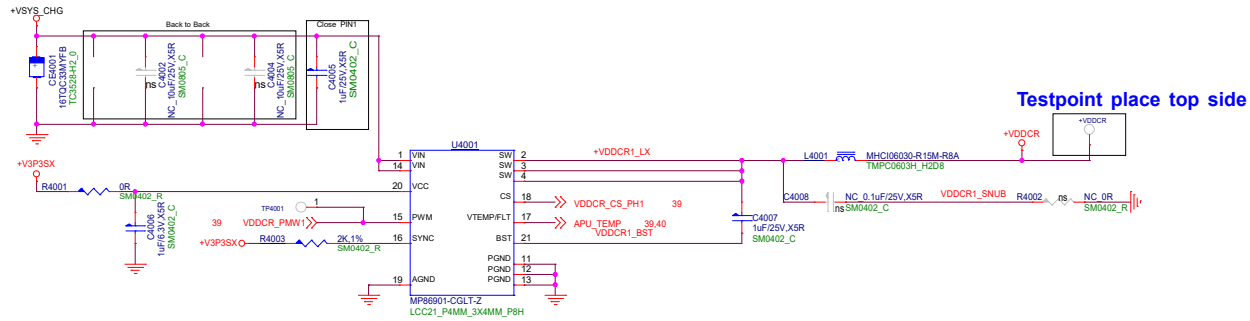 +VSYS_CHG
Back to Back
Close PIN1
CE4001
16TQC33MYFB
TC3528-H2_0
ns
C4002
NC_10uF/25V,X5R
SM0805_C
ns
C4004
NC_10uF/25V,X5R
SM0805_C
C4005
1uF/25V,X5R
SM0402_C
Testpoint place top side
+VDDCR
+VDDCR
U4001
1 VIN
14 VIN
20 VCC
15 PWM
16 SYNC
19 AGND
SW 2
SW 3
SW 4
CS 18
VTEMP/FLT 17
BST 21
PGND 11
PGND 12
PGND 13
MP86901-CGLT-Z
LCC21_P4MM_3X4MM_P8H
+V3P3SX
R4001 0R
SM0402_R
C4006
1uF/6.3V,X5R
SM0402_C
TP4001 1
39 VDDCR_PMW1
+V3P3SX R4003 2K,1%
SM0402_R
+VDDCR1_LX
L4001 MHCI06030-R15M-R8A
TMPC0603H_H2D8
VDDCR_CS_PH1 39
APU_TEMP 39,40
VDDCR1_BST
C4007
1uF/25V,X5R
SM0402_C
C4008 NC_0.1uF/25V,X5R
ns SM0402_C
VDDCR1_SNUB
R4002 ns NC_0R
SM0402_R